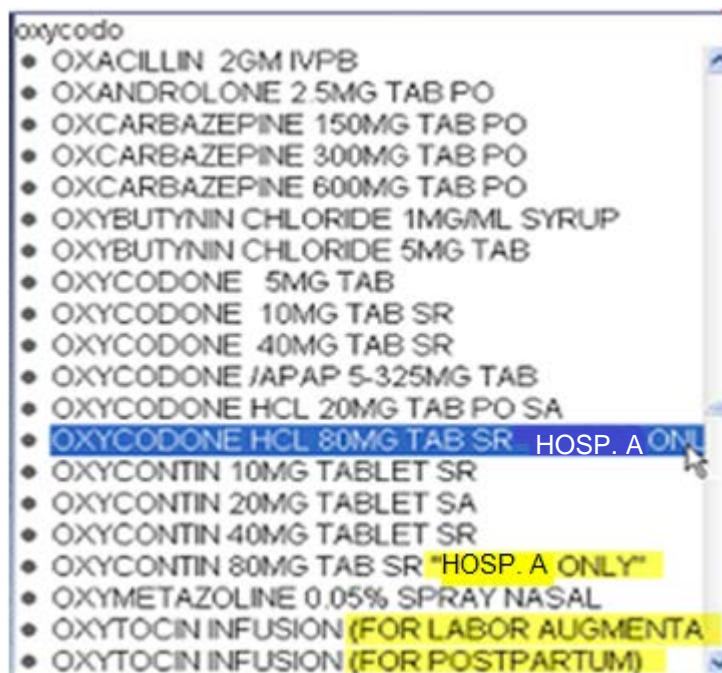 oxycodo
• OXACILLIN 2GM IVPB
• OXANDROLONE 2.5MG TAB PO
• OXCARBAZEPINE 150MG TAB PO
• OXCARBAZEPINE 300MG TAB PO
• OXCARBAZEPINE 600MG TAB PO
• OXYBUTYNIN CHLORIDE 1MG/ML SYRUP
• OXYBUTYNIN CHLORIDE 5MG TAB
• OXYCODONE 5MG TAB
• OXYCODONE 10MG TAB SR
• OXYCODONE 40MG TAB SR
• OXYCODONE /APAP 5-325MG TAB
• OXYCODONE HCL 20MG TAB PO SA
• OXYCODONE HCL 80MG TAB SR HOSP. A ONL
• OXYCONTIN 10MG TABLET SR
• OXYCONTIN 20MG TABLET SA
• OXYCONTIN 40MG TABLET SR
• OXYCONTIN 80MG TAB SR "HOSP. A ONLY"
• OXYMETAZOLINE 0.05% SPRAY NASAL
• OXYTOCIN INFUSION (FOR LABOR AUGMENTA
• OXYTOCIN INFUSION (FOR POSTPARTUM)